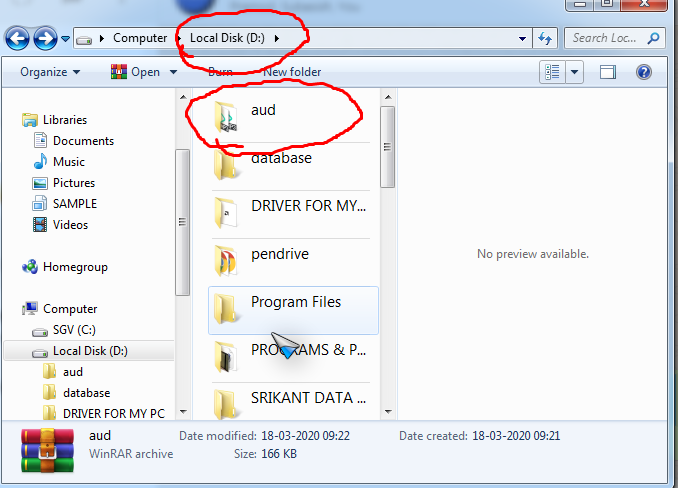 Computer Local Disk (D:) Search Loc...
Organize Open Burn New folder
Libraries
Documents
Music
Pictures
SAMPLE
Videos
Homegroup
Computer
SGV (C:)
Local Disk (D:)
aud
database
DRIVER FOR MY PC
aud
database
DRIVER FOR MY...
pendrive
Program Files
PROGRAMS & P...
SRIKANT DATA ...
No preview available.
aud Date modified: 18-03-2020 09:22 Date created: 18-03-2020 09:21
WinRAR archive Size: 166 KB